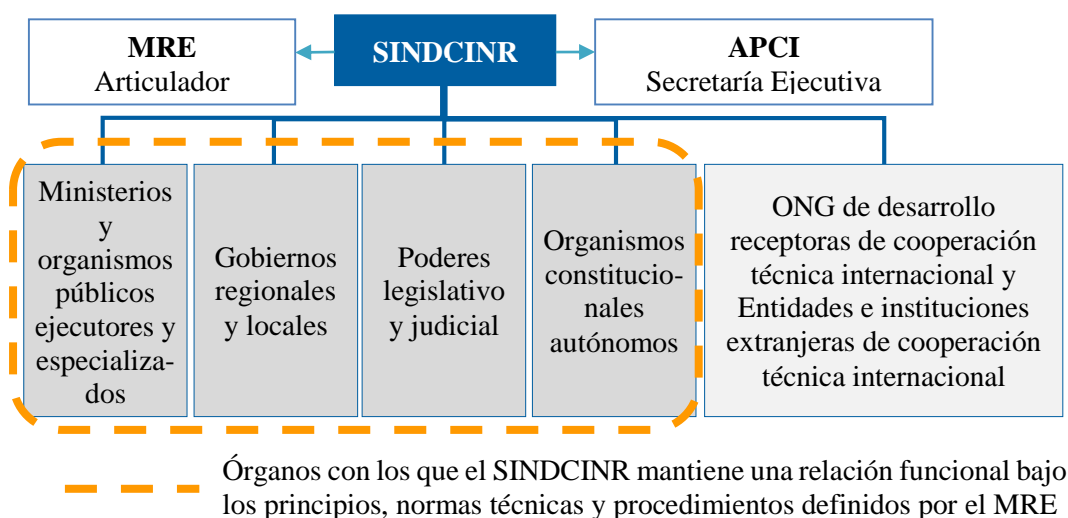 MRE
Articulador
SINDCINR
APCI
Secretaría Ejecutiva
Ministerios
y
organismos
públicos
ejecutores y
especializa-
dos
Gobiernos
regionales
y locales
Poderes
legislativo
y judicial
Organismos
constitucio-
nales
autónomos
ONG de desarrollo
receptoras de cooperación
técnica internacional y
Entidades e instituciones
extranjeras de cooperación
técnica internacional
Órganos con los que el SINDCINR mantiene una relación funcional bajo
los principios, normas técnicas y procedimientos definidos por el MRE